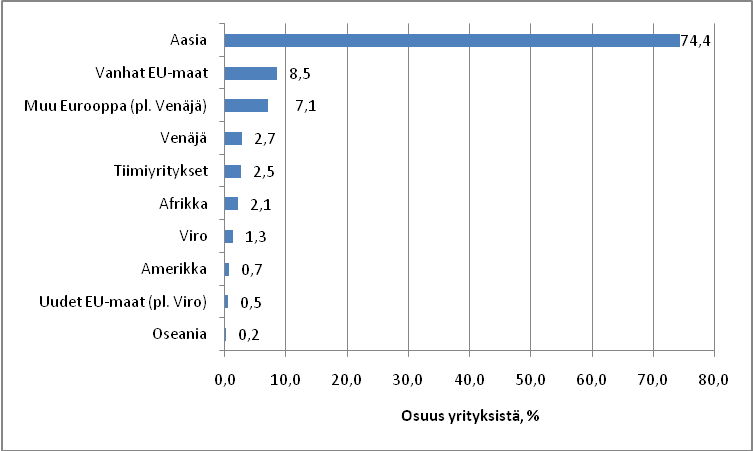 Aasia 74,4
Vanhat EU-maat 8,5
Muu Eurooppa (pl. Venäjä) 7,1
Venäjä 2,7
Tiimiyritykset 2,5
Afrikka 2,1
Viro 1,3
Amerikka 0,7
Uudet EU-maat (pl. Viro) 0,5
Oseania 0,2
0,0 10,0 20,0 30,0 40,0 50,0 60,0 70,0 80,0
Osuus yrityksistä, %